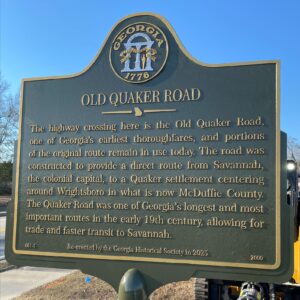 GEORGIA
1776
OLD QUAKER ROAD
The highway crossing here is the Old Quaker Road,
one of Georgia's earliest thoroughfares, and portions
of the original route remain in use today. The road was
constructed to provide a direct route from Savannah,
the colonial capital, to a Quaker settlement centering
around Wrightsboro in what is now McDuffie County.
The Quaker Road was one of Georgia's longest and most
important routes in the early 19th century, allowing for
trade and faster transit to Savannah.
Re-erected by the Georgia Historical Society in 2025
2000